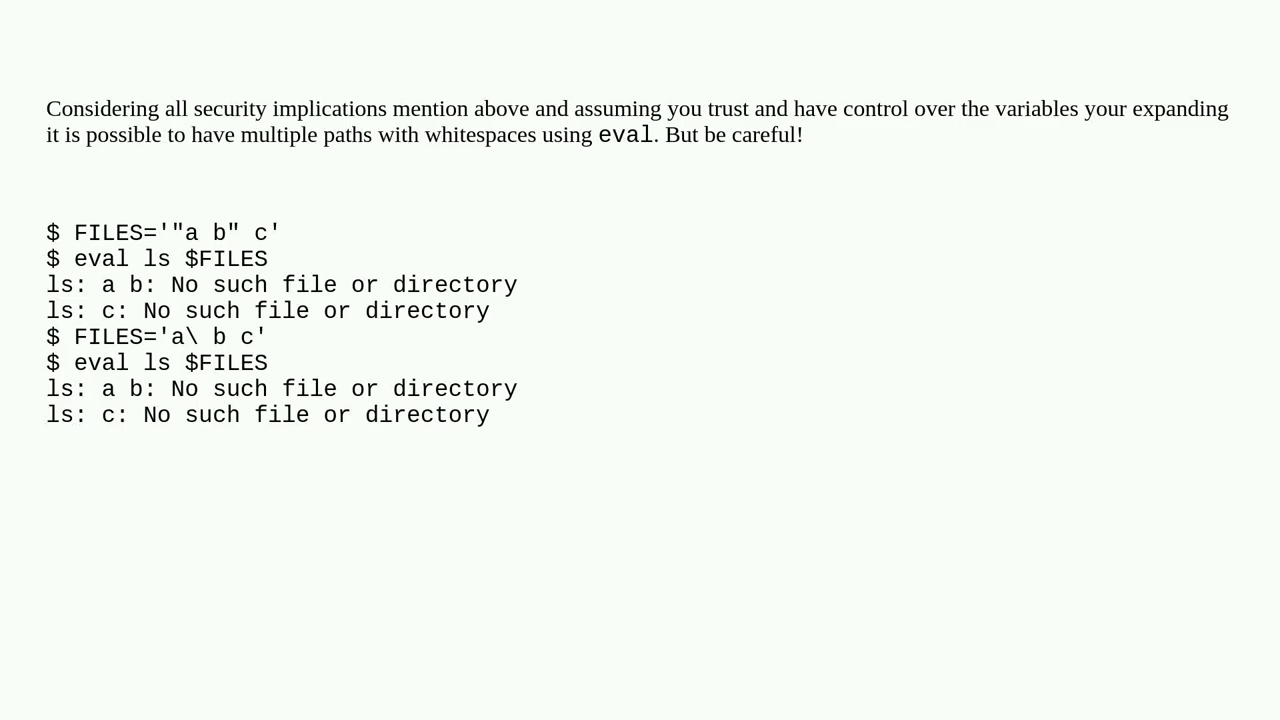 Considering all security implications mention above and assuming you trust and have control over the variables your expanding
it is possible to have multiple paths with whitespaces using eval. But be careful!
$ FILES='"a b" c'
$ eval ls $FILES
ls: a b: No such file or directory
ls: c: No such file or directory
$ FILES='a\ b c'
$ eval ls $FILES
ls: a b: No such file or directory
ls: c: No such file or directory